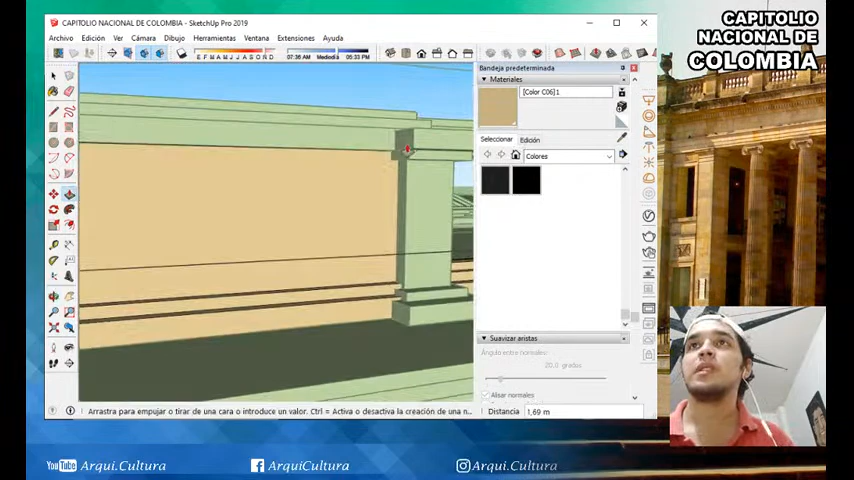 CAPITOLIO NACIONAL DE COLOMBIA - SketchUp Pro 2019
Archivo Edición Ver Cámara Dibujo Herramientas Ventana Extensiones Ayuda
E F M A M J J A S O N D 07:36 AM Mediodía 05:33 PM
Bandeja predeterminada
Materiales
[Color C06]1
Seleccionar Edición
Colores
Suavizar aristas
Ángulo entre normales:
20,0 grados
Alisar normales
Arrastra para empujar o tirar de una cara o introduce un valor. Ctrl = Activa o desactiva la creación de una n...
Distancia 1,69 m
CAPITOLIO
NACIONAL DE
COLOMBIA
YouTube Arqui.Cultura
ArquiCultura
Arqui.Cultura